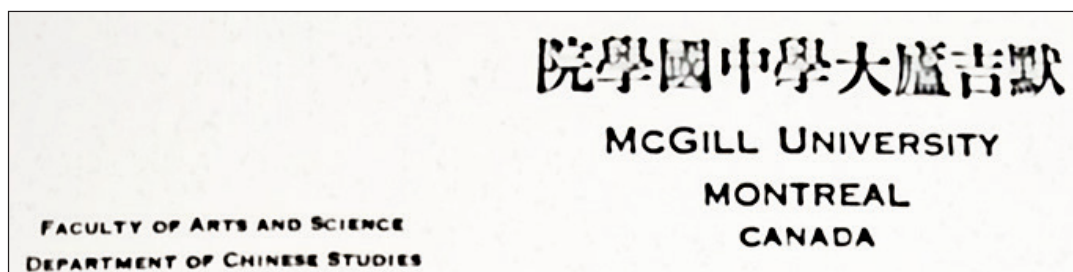 默吉廬大學中國學院
McGILL UNIVERSITY
MONTREAL
CANADA
FACULTY OF ARTS AND SCIENCE
DEPARTMENT OF CHINESE STUDIES